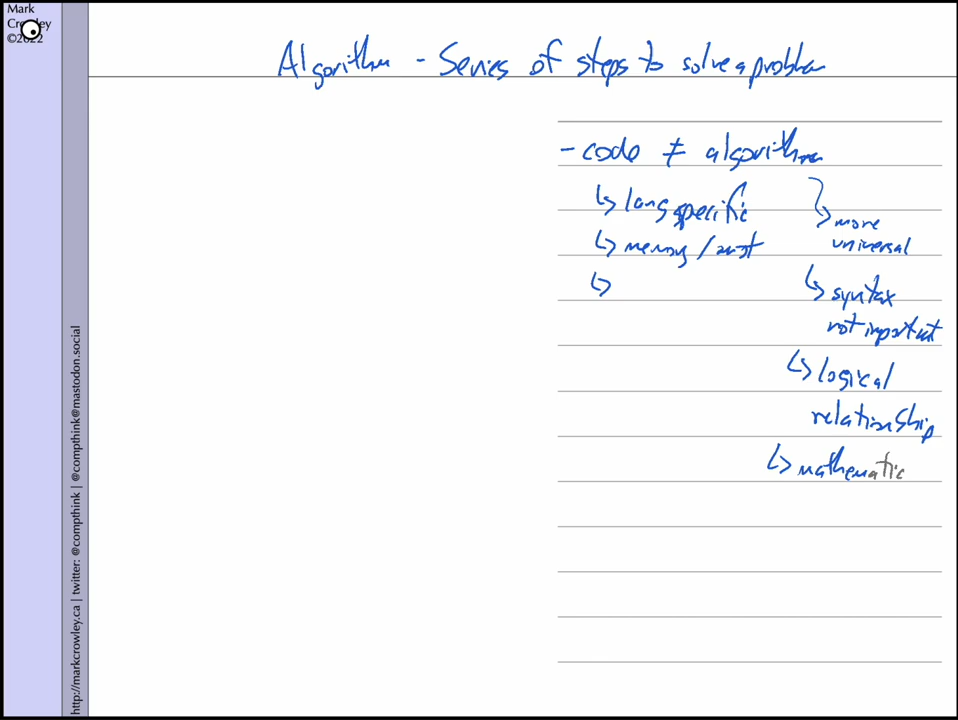 Mark
Crowley
©2022
Algorithm - Series of steps to solve a problem
- code ≠ algorithm
↳ lang specific
↳ more
universal
↳ memory /
↳ syntax
not important
↳
↳ logical
relationship
↳ mathematic
http://markcrowley.ca | twitter: @compthink | @compthink@mastodon.social